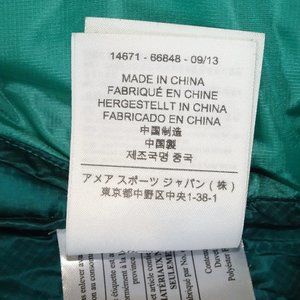 14671 - 66848 - 09/13
MADE IN CHINA
FABRIQUÉ EN CHINE
HERGESTELLT IN CHINA
FABRICADO EN CHINA
中国制造
中国製
제조국명 중국
アメア スポーツ ジャパン (株)
東京都中野区中央1-38-1